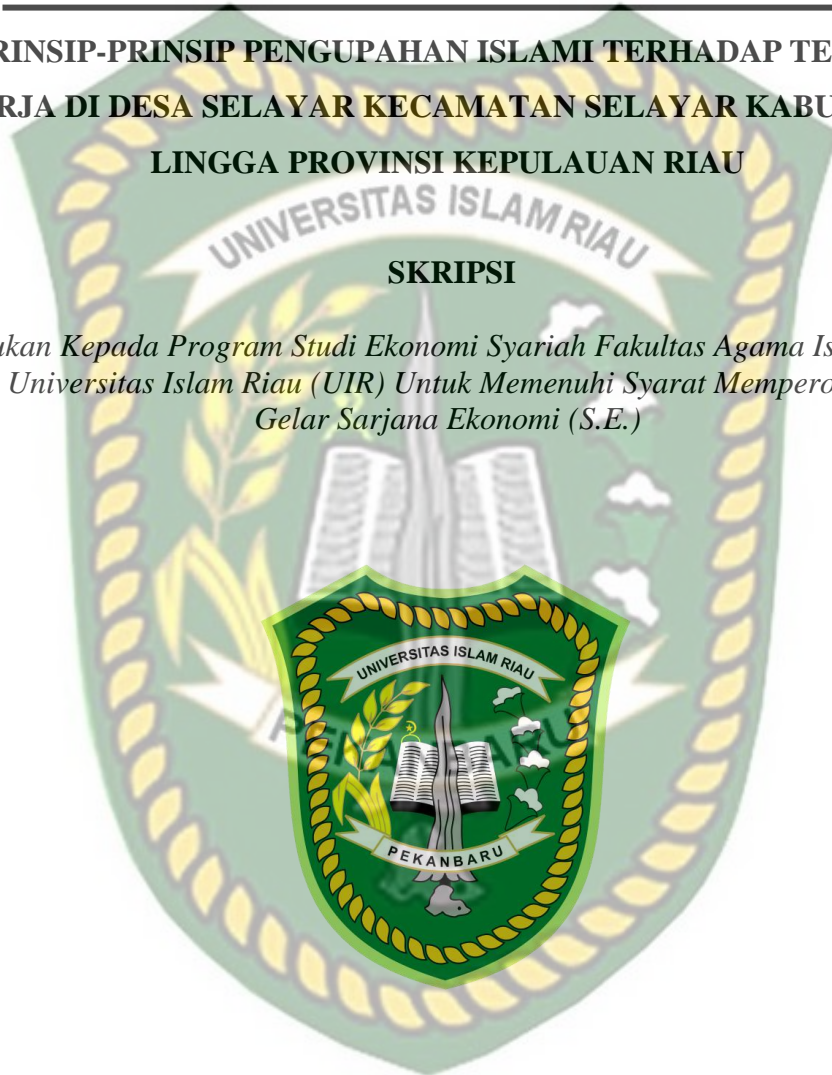 RINSIP-PRINSIP PENGUPAHAN ISLAMI TERHADAP TE
RJA DI DESA SELAYAR KECAMATAN SELAYAR KABU
LINGGA PROVINSI KEPULAUAN RIAU
UNIVERSITAS ISLAM RIAU
SKRIPSI
ukan Kepada Program Studi Ekonomi Syariah Fakultas Agama Is
Universitas Islam Riau (UIR) Untuk Memenuhi Syarat Mempero
Gelar Sarjana Ekonomi (S.E.)
UNIVERSITAS ISLAM RIAU
PEKANBARU
PEKANBARU